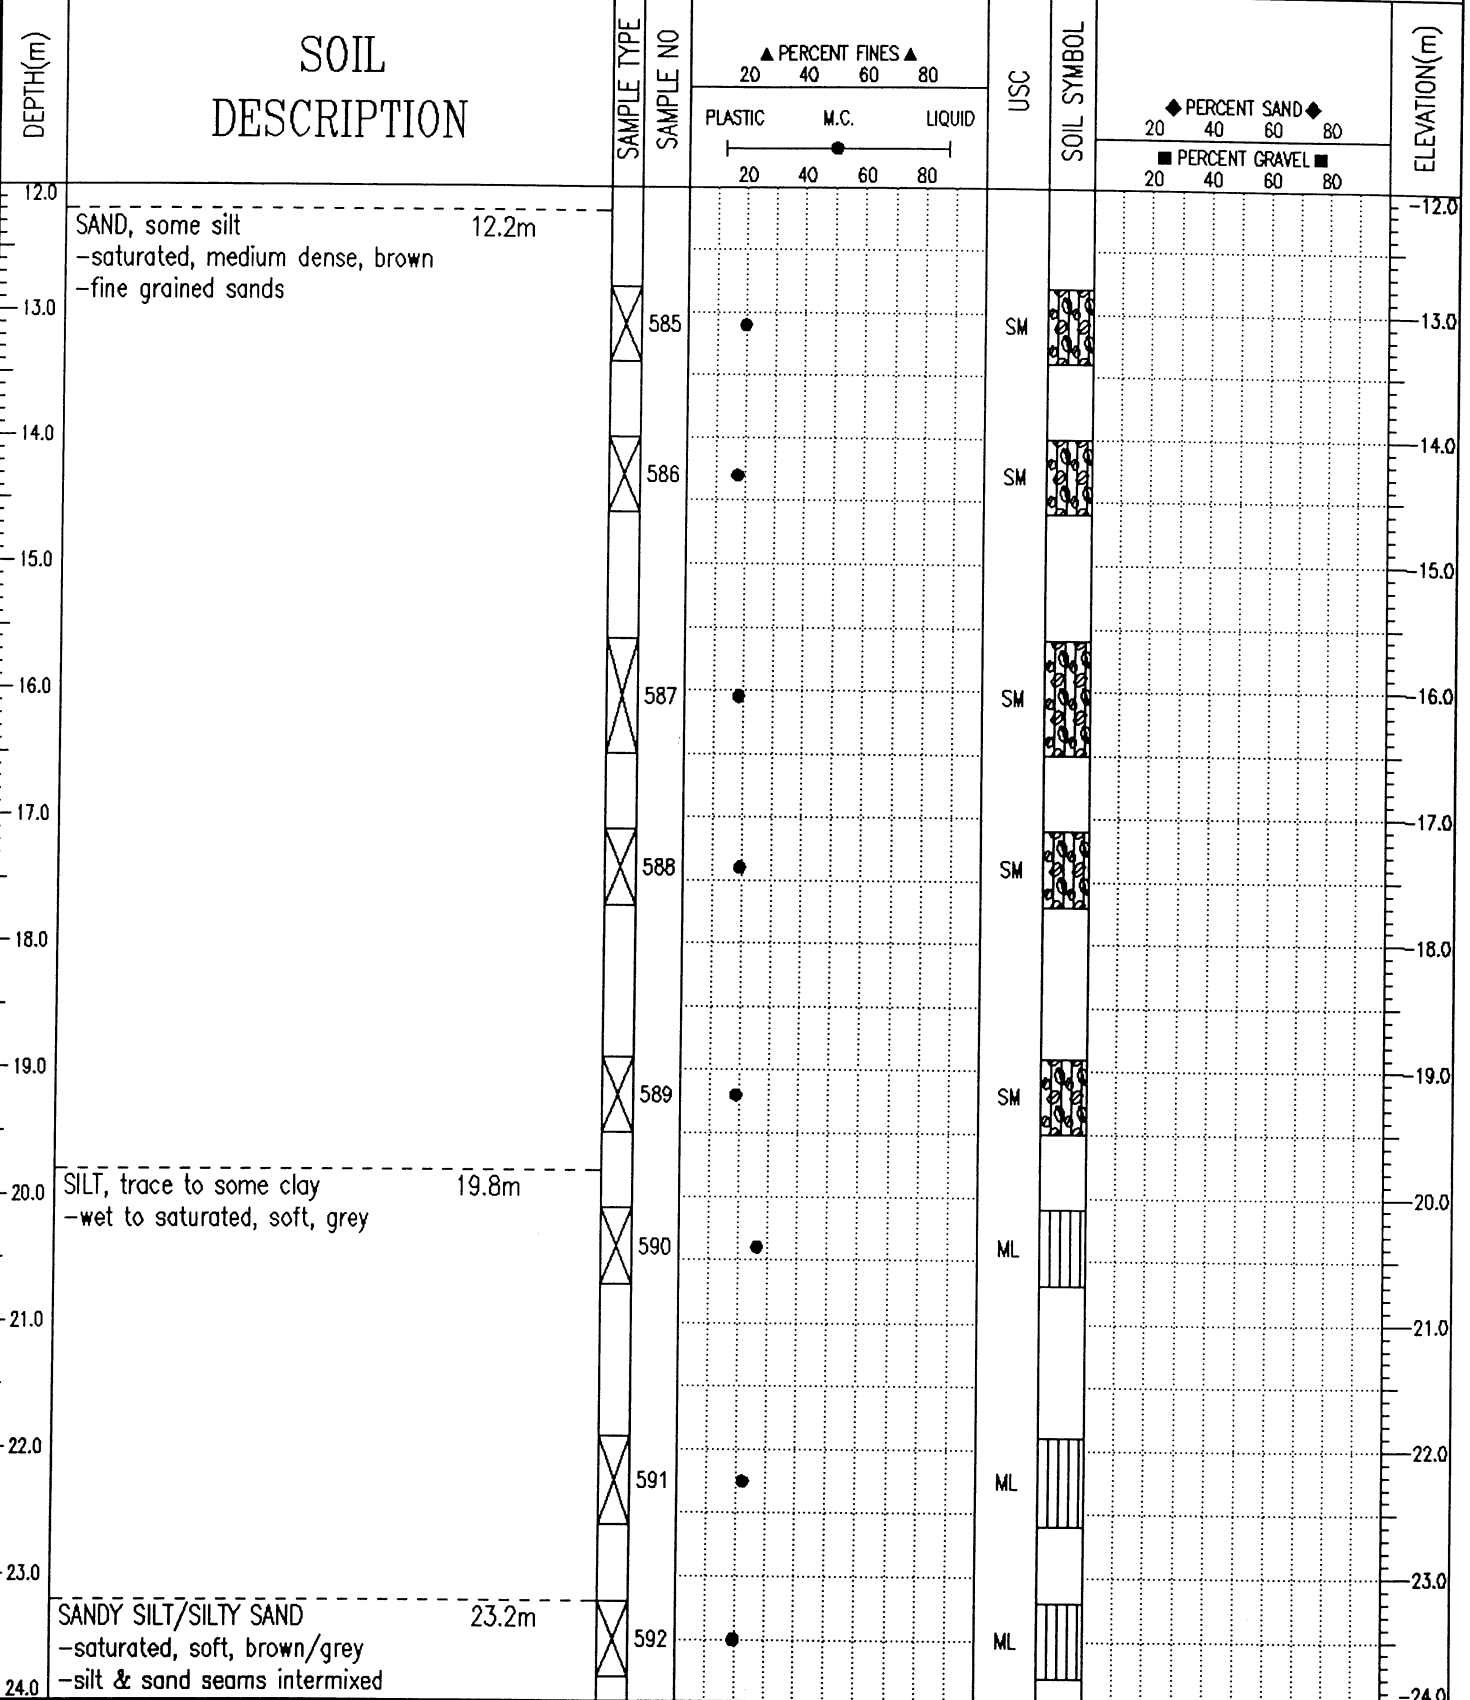 DEPTH(m)
SOIL
DESCRIPTION
SAMPLE TYPE
SAMPLE NO
▲ PERCENT FINES ▲
20 40 60 80
PLASTIC M.C. LIQUID
20 40 60 80
USC
SOIL SYMBOL
◆ PERCENT SAND ◆
20 40 60 80
■ PERCENT GRAVEL ■
20 40 60 80
ELEVATION(m)
12.0
-12.0
SAND, some silt 12.2m
-saturated, medium dense, brown
-fine grained sands
13.0
585 SM
-13.0
14.0
-14.0
586 SM
15.0
-15.0
16.0
587 SM
-16.0
17.0
-17.0
588 SM
18.0
-18.0
19.0
-19.0
589 SM
SILT, trace to some clay 19.8m
20.0
-20.0
-wet to saturated, soft, grey
590 ML
21.0
-21.0
22.0
-22.0
591 ML
23.0
-23.0
SANDY SILT/SILTY SAND 23.2m
592 ML
-saturated, soft, brown/grey
-silt & sand seams intermixed
24.0
-24.0